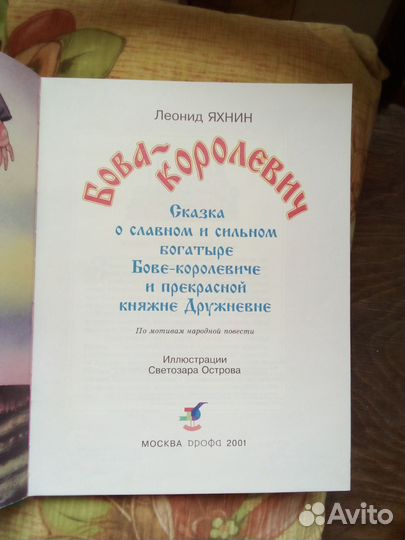 Леонид ЯХНИН
Бова-
королевич
Сказка
о славном и сильном
богатыре
Бове-королевиче
и прекрасной
княжне Дружневне
По мотивам народной повести
Иллюстрации
Светозара Острова
МОСКВА дрофа 2001
Avito